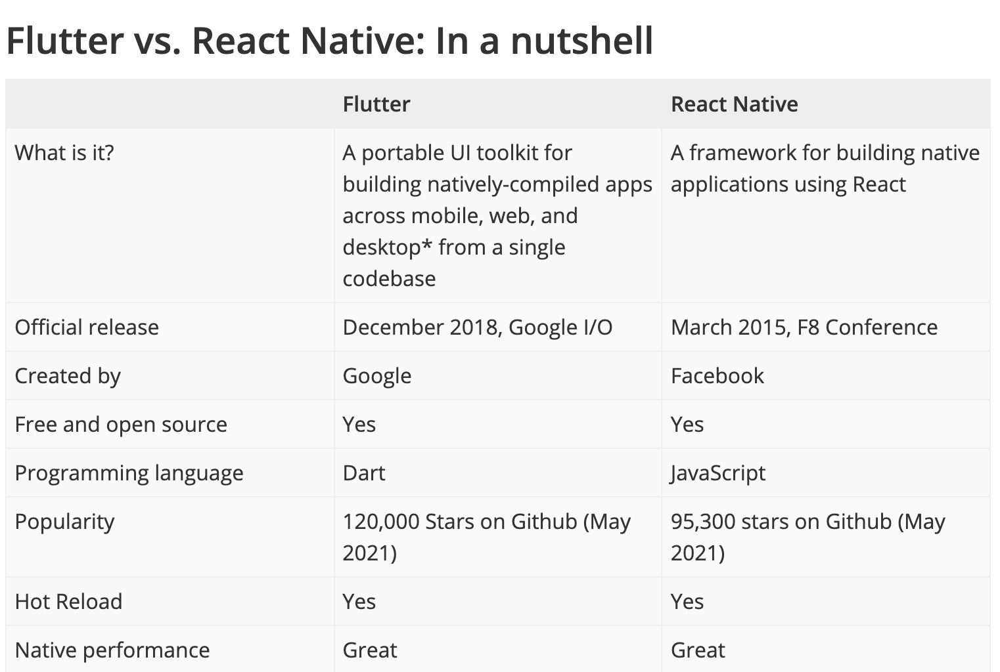 Flutter vs. React Native: In a nutshell
Flutter
React Native
What is it?
A portable UI toolkit for
building natively-compiled apps
across mobile, web, and
desktop* from a single
codebase
A framework for building native
applications using React
Official release
December 2018, Google I/O
March 2015, F8 Conference
Created by
Google
Facebook
Free and open source
Yes
Yes
Programming language
Dart
JavaScript
Popularity
120,000 Stars on Github (May
2021)
95,300 stars on Github (May
2021)
Hot Reload
Yes
Yes
Native performance
Great
Great